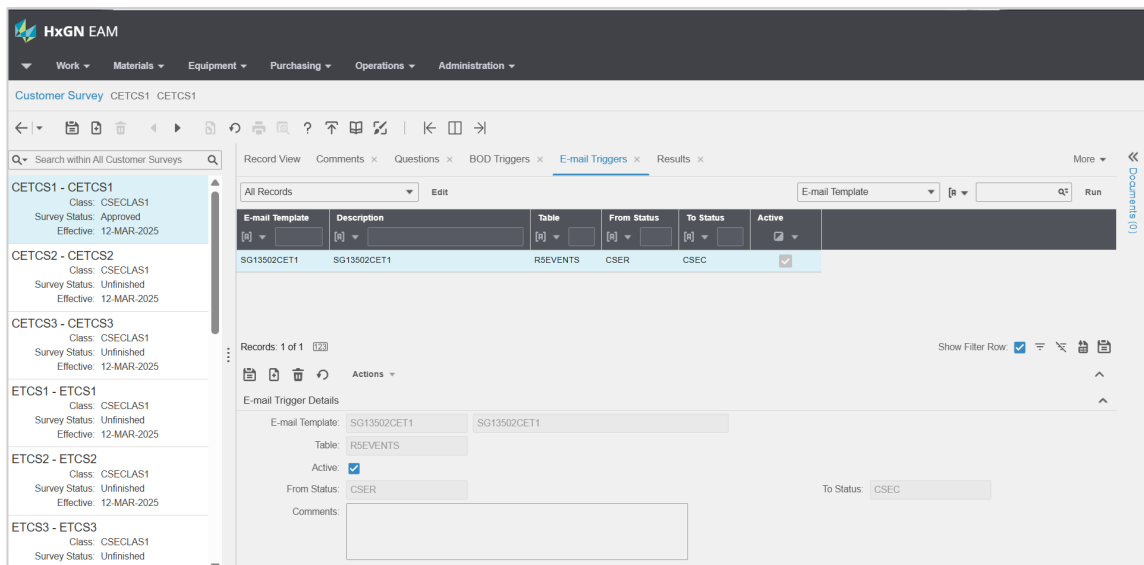 HxGN EAM
Work Materials Equipment Purchasing Operations Administration
Customer Survey CETCS1 CETCS1
Search within All Customer Surveys
Record View Comments × Questions × BOD Triggers × E-mail Triggers × Results × More
Documents (0)
CETCS1 - CETCS1
Class: CSECLAS1
Survey Status: Approved
Effective: 12-MAR-2025
CETCS2 - CETCS2
Class: CSECLAS1
Survey Status: Unfinished
Effective: 12-MAR-2025
CETCS3 - CETCS3
Class: CSECLAS1
Survey Status: Unfinished
Effective: 12-MAR-2025
ETCS1 - ETCS1
Class: CSECLAS1
Survey Status: Unfinished
Effective: 12-MAR-2025
ETCS2 - ETCS2
Class: CSECLAS1
Survey Status: Unfinished
Effective: 12-MAR-2025
ETCS3 - ETCS3
Class: CSECLAS1
Survey Status: Unfinished
All Records Edit E-mail Template Run
E-mail Template Description Table From Status To Status Active
SG13502CET1 SG13502CET1 R5EVENTS CSER CSEC
Records: 1 of 1 123 Show Filter Row:
Actions
E-mail Trigger Details
E-mail Template: SG13502CET1 SG13502CET1
Table: R5EVENTS
Active:
From Status: CSER To Status: CSEC
Comments: